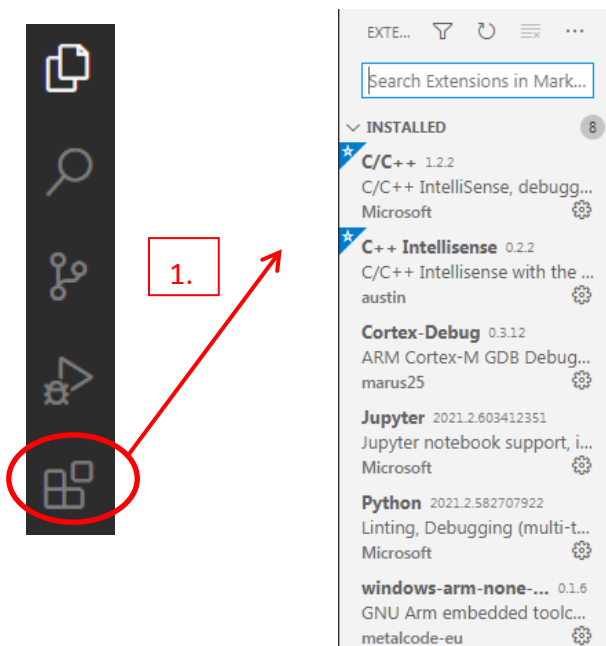 1.
EXTE...
Search Extensions in Mark...
INSTALLED 8
C/C++ 1.2.2
C/C++ IntelliSense, debugg...
Microsoft
C++ Intellisense 0.2.2
C/C++ Intellisense with the ...
austin
Cortex-Debug 0.3.12
ARM Cortex-M GDB Debug...
marus25
Jupyter 2021.2.603412351
Jupyter notebook support, i...
Microsoft
Python 2021.2.582707922
Linting, Debugging (multi-t...
Microsoft
windows-arm-none-... 0.1.6
GNU Arm embedded toolc...
metalcode-eu